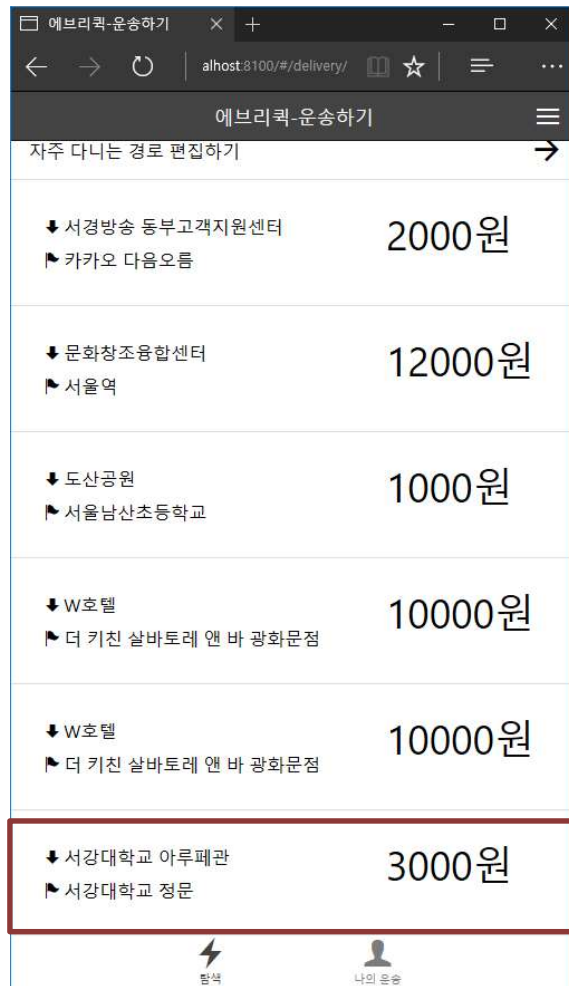 에브리퀵-운송하기
alhost:8100/#/delivery/
에브리퀵-운송하기
자주 다니는 경로 편집하기
서경방송 동부고객지원센터
2000원
카카오 다음오름
문화창조융합센터
12000원
서울역
도산공원
1000원
서울남산초등학교
W호텔
10000원
더 키친 살바토레 앤 바 광화문점
W호텔
10000원
더 키친 살바토레 앤 바 광화문점
서강대학교 아루페관
3000원
서강대학교 정문
탐색
나의 운송